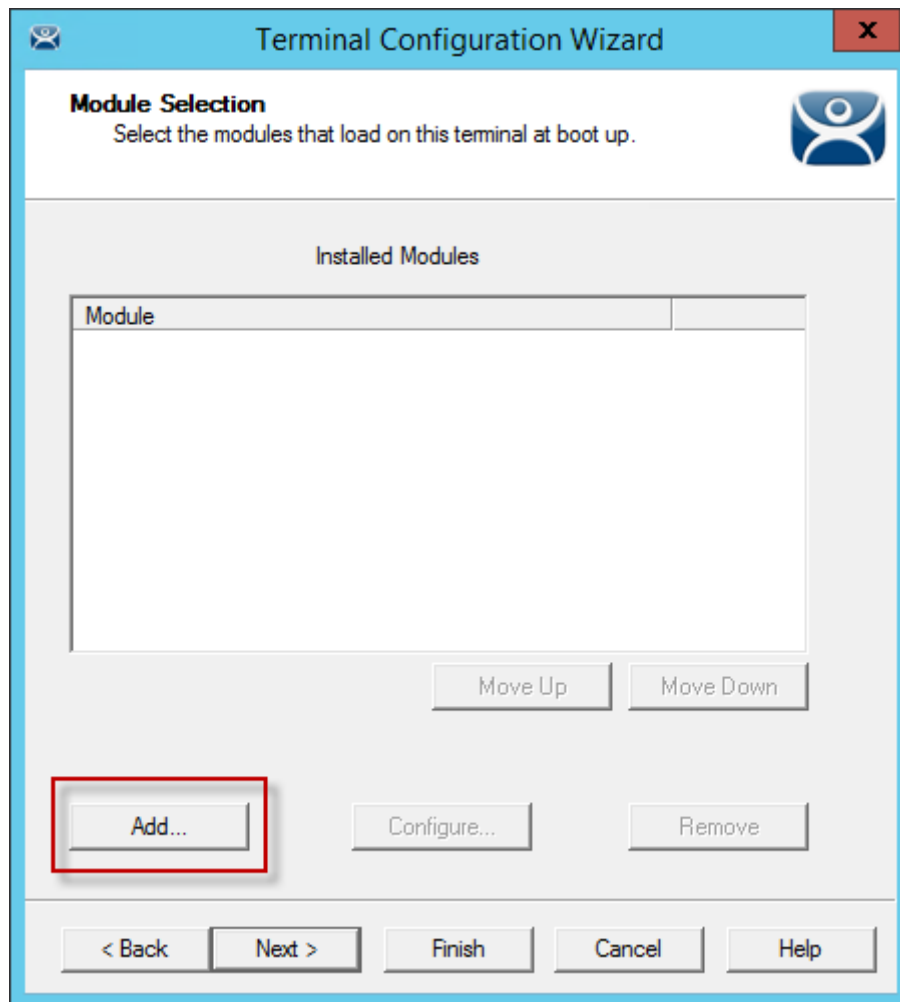 Terminal Configuration Wizard
x
Module Selection
Select the modules that load on this terminal at boot up.
Installed Modules
Module
Move Up Move Down
Add... Configure... Remove
< Back Next > Finish Cancel Help